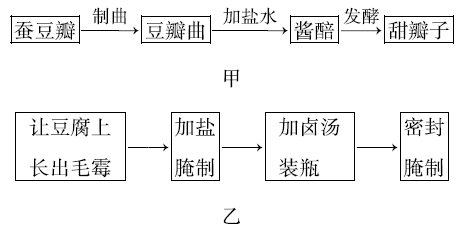 蚕豆瓣 制曲 豆瓣曲 加盐水 酱醅 发酵 甜瓣子
甲
让豆腐上 加盐 加卤汤 密封
长出毛霉 腌制 装瓶 腌制
乙